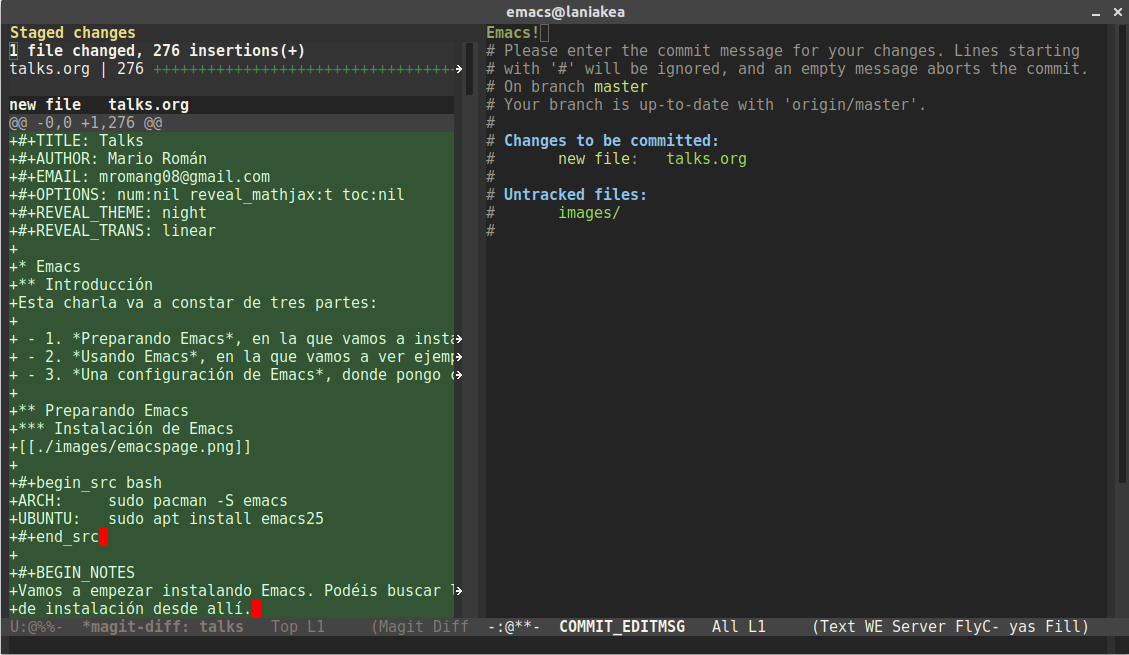 emacs@laniakea
Staged changes
1 file changed, 276 insertions(+)
talks.org | 276 ++++++++++++++++++++++++++++++++++
new file   talks.org
@@ -0,0 +1,276 @@
+#+TITLE: Talks
+#+AUTHOR: Mario Román
+#+EMAIL: mromang08@gmail.com
+#+OPTIONS: num:nil reveal_mathjax:t toc:nil
+#+REVEAL_THEME: night
+#+REVEAL_TRANS: linear
+
+* Emacs
+** Introducción
+Esta charla va a constar de tres partes:
+
+ - 1. *Preparando Emacs*, en la que vamos a insta
+ - 2. *Usando Emacs*, en la que vamos a ver ejemp
+ - 3. *Una configuración de Emacs*, donde pongo
+
+** Preparando Emacs
+*** Instalación de Emacs
+[[./images/emacspage.png]]
+
+#+begin_src bash
+ARCH:     sudo pacman -S emacs
+UBUNTU:   sudo apt install emacs25
+#+end_src
+
+#+BEGIN_NOTES
+Vamos a empezar instalando Emacs. Podéis buscar
+de instalación desde allí.
U:@%%-  *magit-diff: talks   Top L1     (Magit Diff
Emacs!
# Please enter the commit message for your changes. Lines starting
# with '#' will be ignored, and an empty message aborts the commit.
# On branch master
# Your branch is up-to-date with 'origin/master'.
#
# Changes to be committed:
#       new file:   talks.org
#
# Untracked files:
#       images/
#
-:@**-  COMMIT_EDITMSG   All L1     (Text WE Server FlyC- yas Fill)